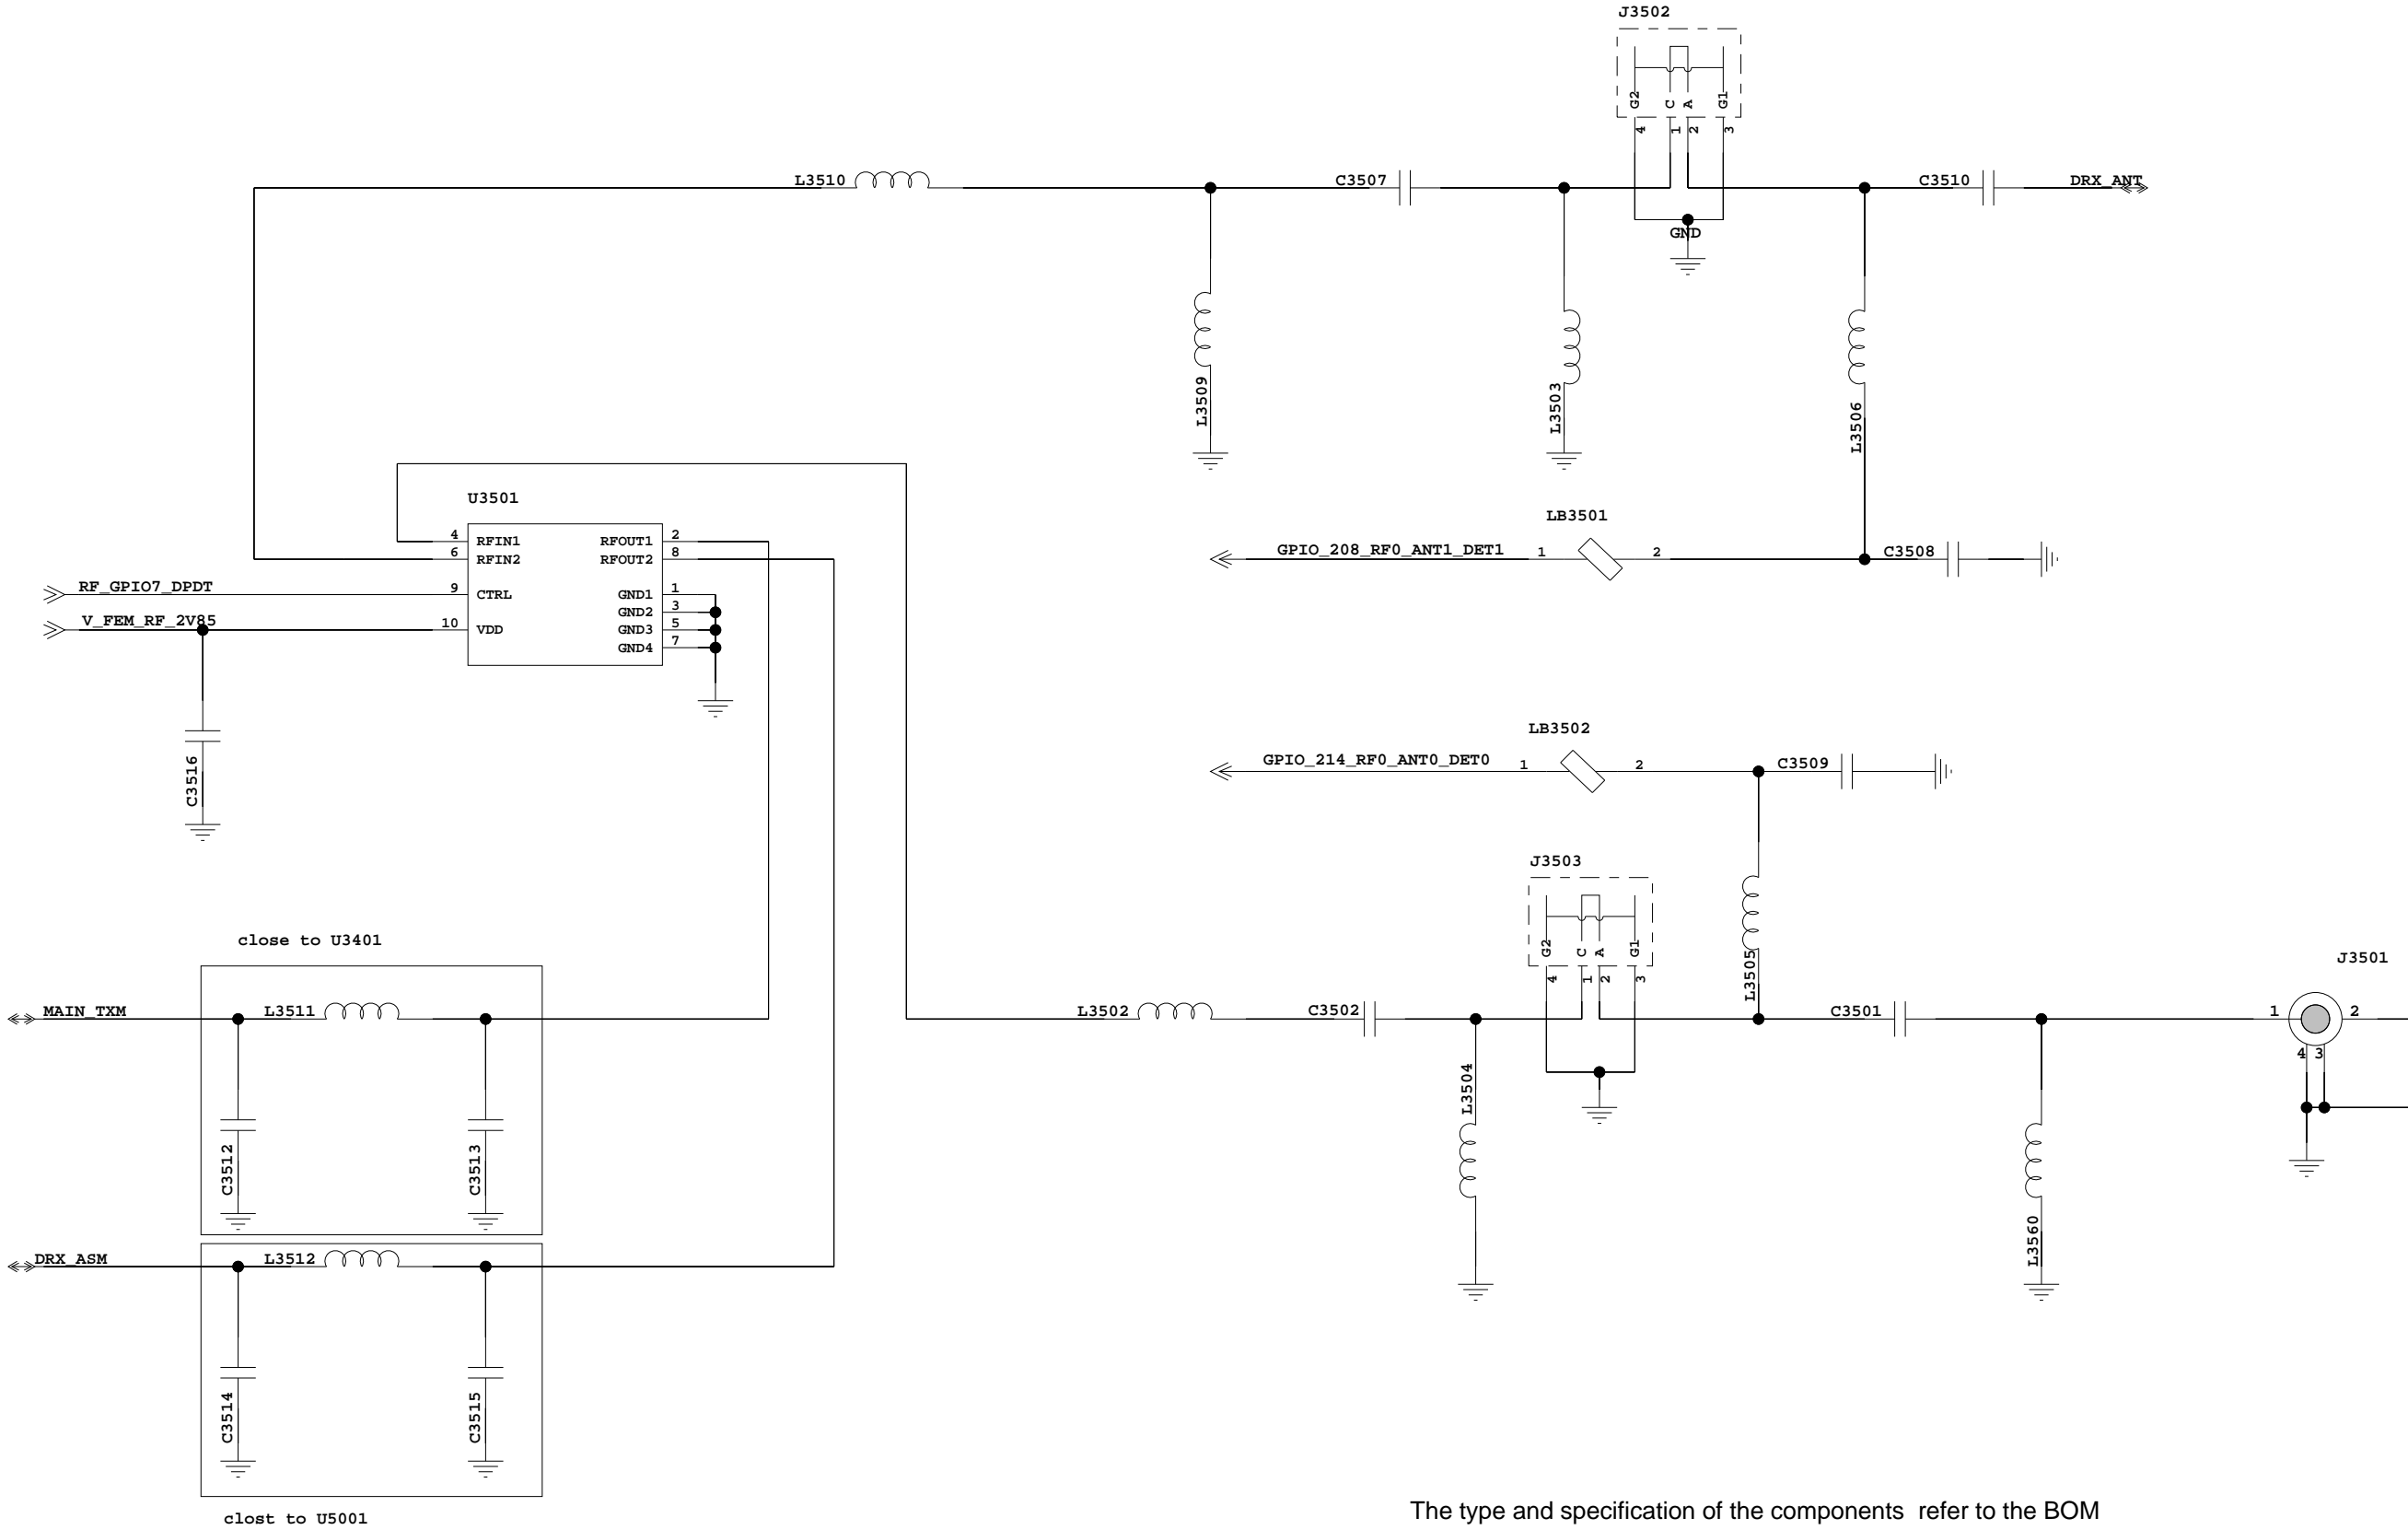 J3502
G2 C A G1
4 1 2 3
L3510
C3507
C3510
DRX_ANT
GND
L3509
L3503
L3506
U3501
4 RFIN1 RFOUT1 2
6 RFIN2 RFOUT2 8
RF_GPIO7_DPDT
9 CTRL GND1 1
GND2 3
V_FEM_RF_2V85
10 VDD GND3 5
GND4 7
LB3501
GPIO_208_RF0_ANT1_DET1 1 2
C3508
C3516
LB3502
GPIO_214_RF0_ANT0_DET0 1 2
C3509
J3503
G2 C A G1
4 1 2 3
L3505
close to U3401
MAIN_TXM
L3511
C3512
C3513
L3502
C3502
L3504
C3501
J3501
1 2
4 3
L3560
DRX_ASM
L3512
C3514
C3515
clost to U5001
The type and specification of the components refer to the BOM